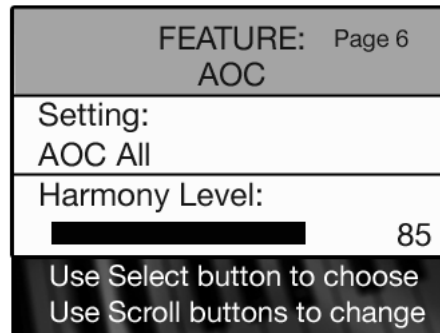 FEATURE: Page 6
AOC
Setting:
AOC All
Harmony Level:
85
Use Select button to choose
Use Scroll buttons to change